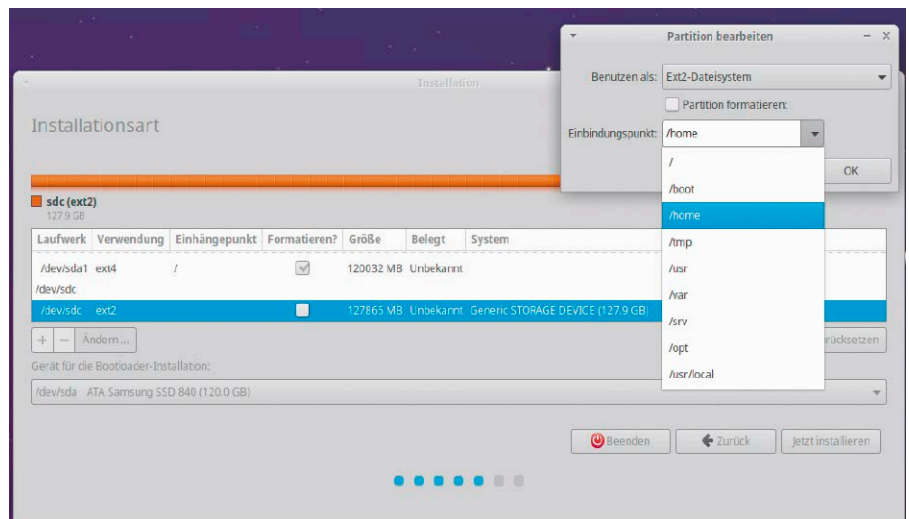 Partition bearbeiten
Benutzen als: Ext2-Dateisystem
Partition formatieren:
Einbindungspunkt: /home
/
/boot
/home
/tmp
/usr
/var
/srv
/opt
/usr/local
OK
Installation
Installationsart
sdc (ext2)
127.9 GB
Laufwerk Verwendung Einhängepunkt Formatieren? Größe Belegt System
/dev/sda1 ext4 / 120032 MB Unbekannt
/dev/sdc
/dev/sdc ext2 127865 MB Unbekannt Generic STORAGE DEVICE (127.9 GB)
+ − Ändern ... rücksetzen
Gerät für die Bootloader-Installation:
/dev/sda ATA Samsung SSD 840 (120.0 GB)
Beenden Zurück Jetzt installieren